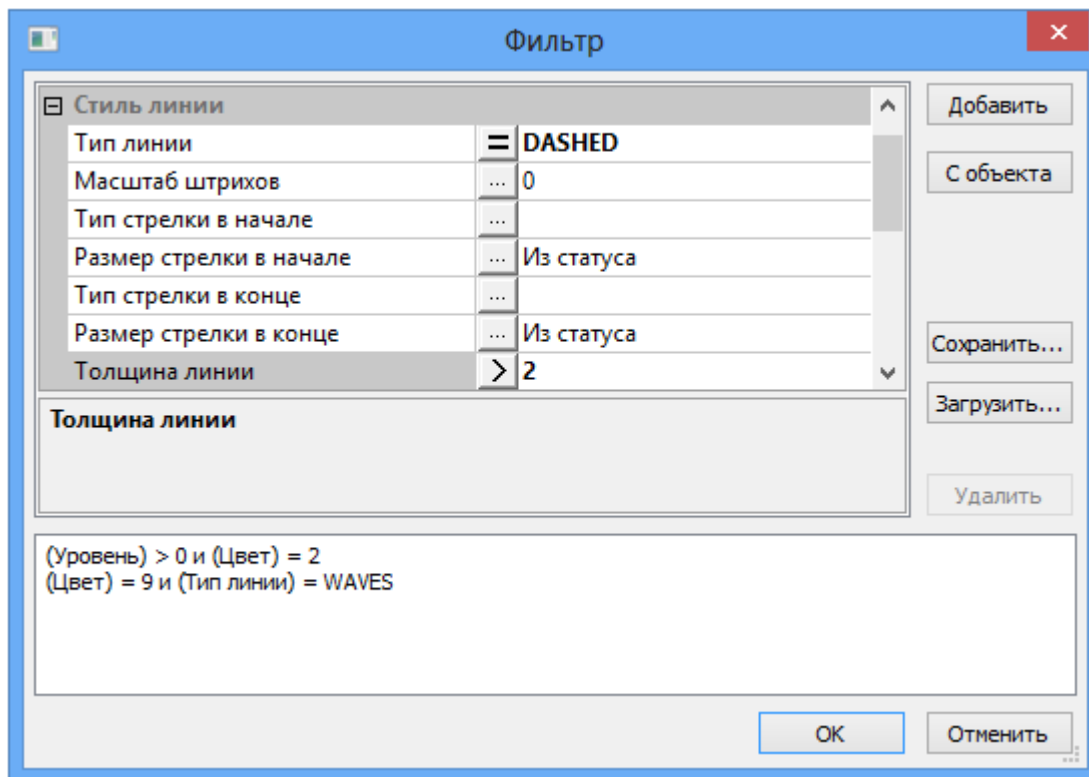 Фильтр
Стиль линии
Тип линии = DASHED
Масштаб штрихов ... 0
Тип стрелки в начале ...
Размер стрелки в начале ... Из статуса
Тип стрелки в конце ...
Размер стрелки в конце ... Из статуса
Толщина линии > 2
Толщина линии
Добавить
С объекта
Сохранить...
Загрузить...
Удалить
(Уровень) > 0 и (Цвет) = 2
(Цвет) = 9 и (Тип линии) = WAVES
ОК
Отменить